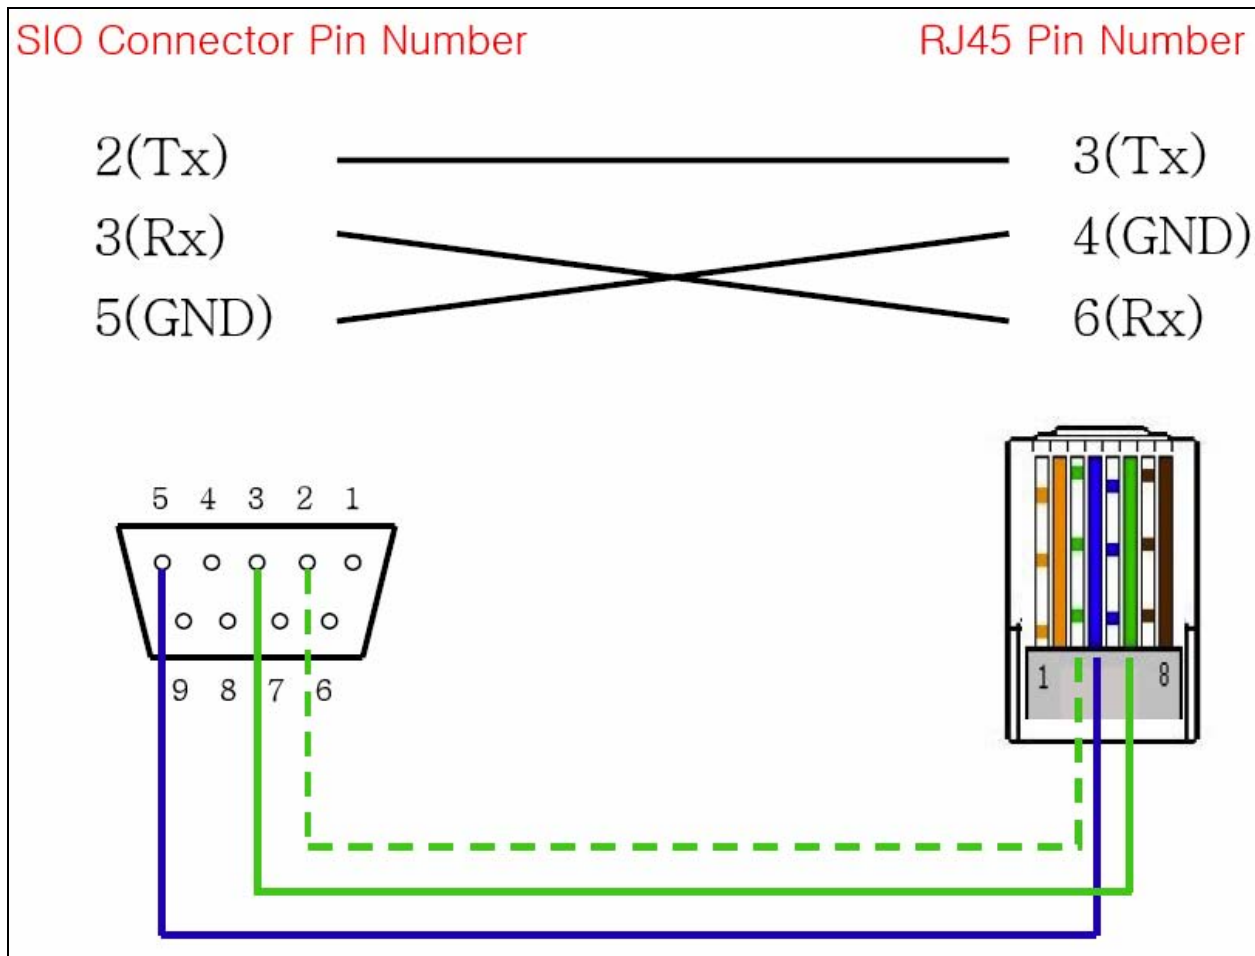 SIO Connector Pin Number RJ45 Pin Number
2(Tx) 3(Tx)
3(Rx) 4(GND)
5(GND) 6(Rx)
5 4 3 2 1
9 8 7 6
1 8